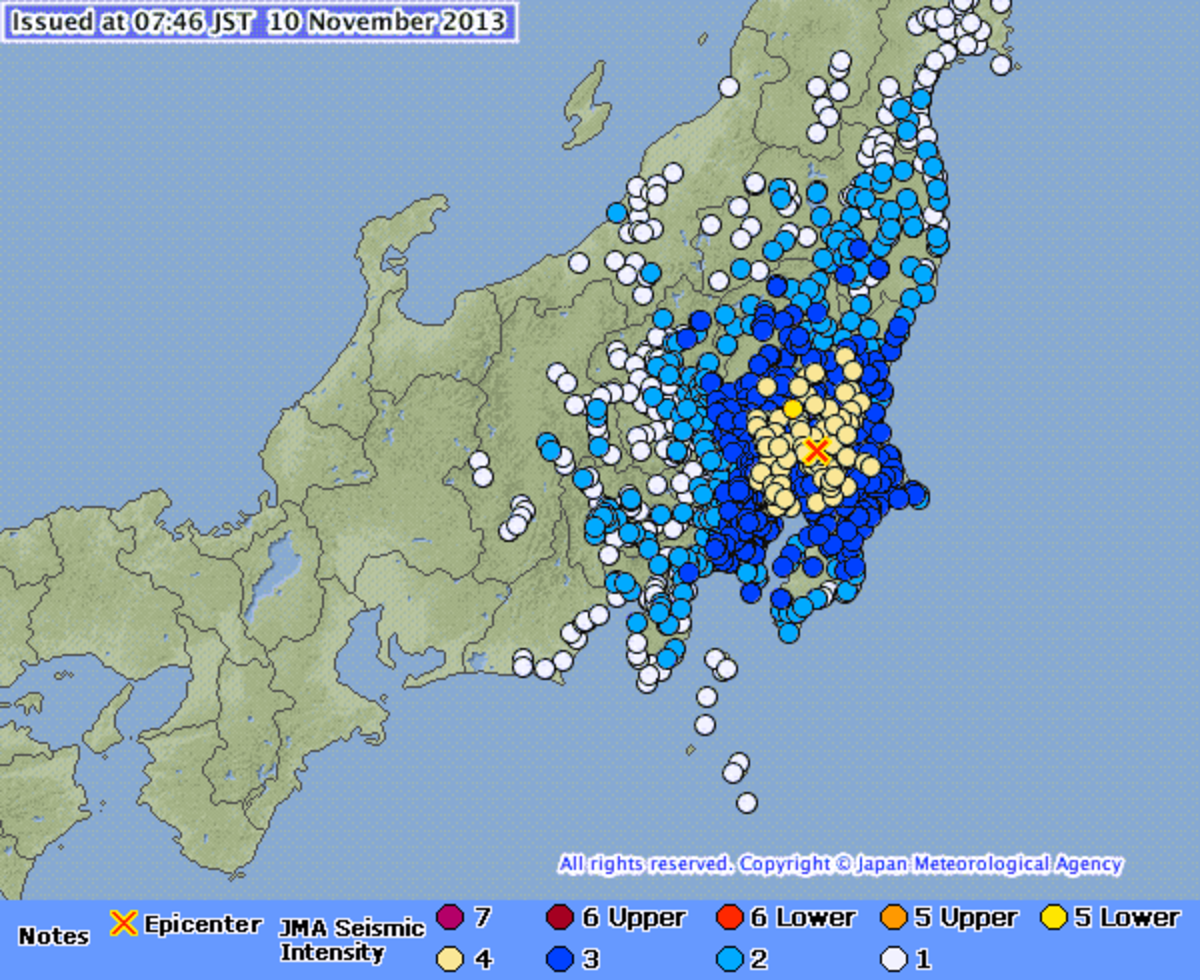 Issued at 07:46 JST 10 November 2013
All rights reserved. Copyright © Japan Meteorological Agency
Notes
Epicenter
JMA Seismic
Intensity
7
6 Upper
6 Lower
5 Upper
5 Lower
4
3
2
1